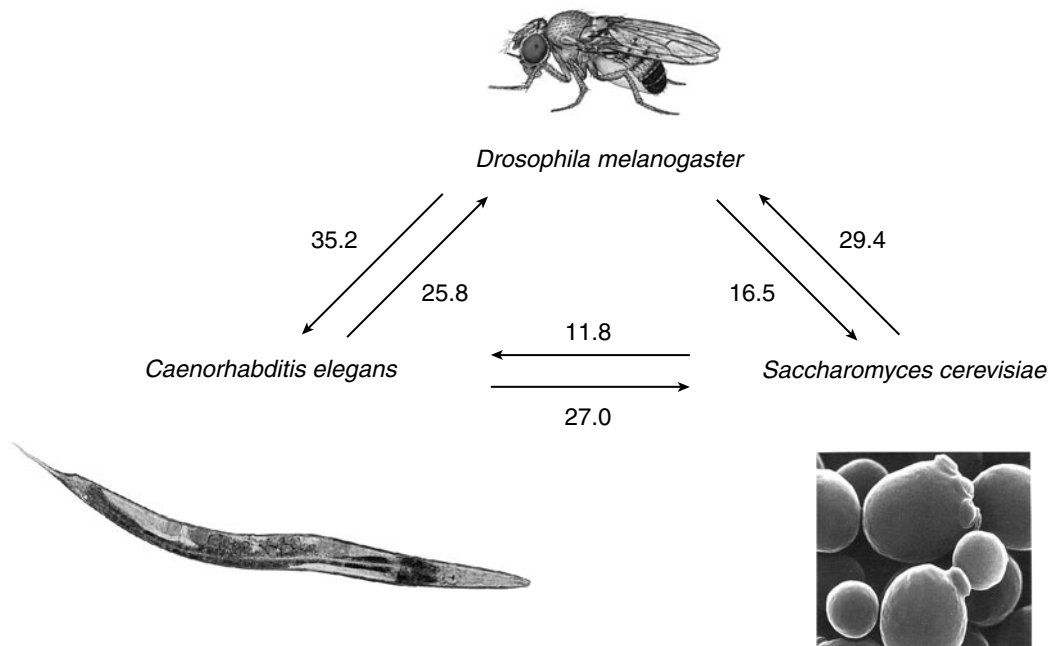 Drosophila melanogaster
35.2
29.4
25.8
16.5
11.8
Caenorhabditis elegans
Saccharomyces cerevisiae
27.0